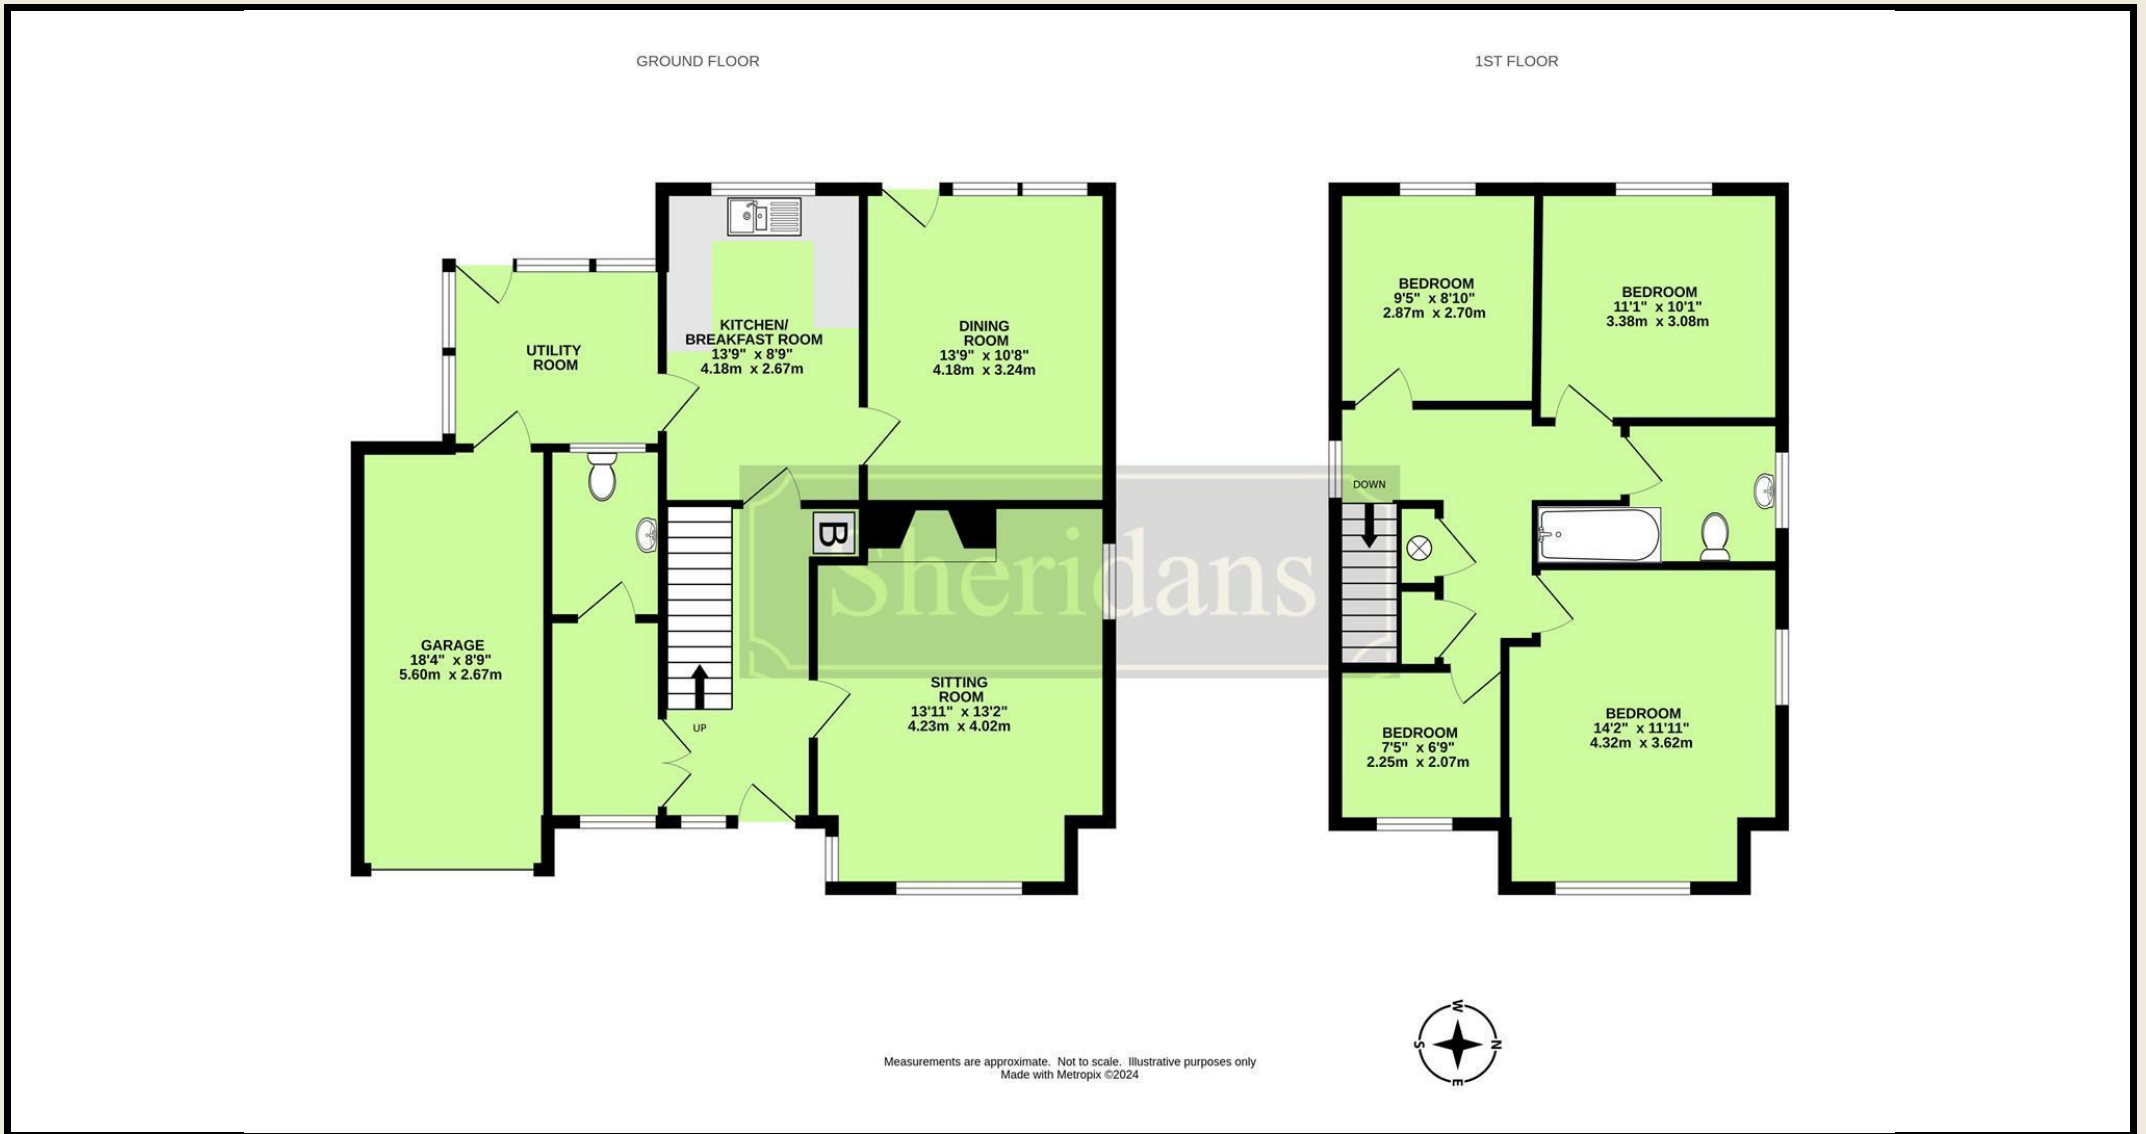 GROUND FLOOR
1ST FLOOR
UTILITY
ROOM
KITCHEN/
BREAKFAST ROOM
13'9" x 8'9"
4.18m x 2.67m
DINING
ROOM
13'9" x 10'8"
4.18m x 3.24m
GARAGE
18'4" x 8'9"
5.60m x 2.67m
UP
B
SITTING
ROOM
13'11" x 13'2"
4.23m x 4.02m
Sheridans
BEDROOM
9'5" x 8'10"
2.87m x 2.70m
BEDROOM
11'1" x 10'1"
3.38m x 3.08m
DOWN
BEDROOM
7'5" x 6'9"
2.25m x 2.07m
BEDROOM
14'2" x 11'11"
4.32m x 3.62m
W
S
N
E
Measurements are approximate. Not to scale. Illustrative purposes only
Made with Metropix ©2024